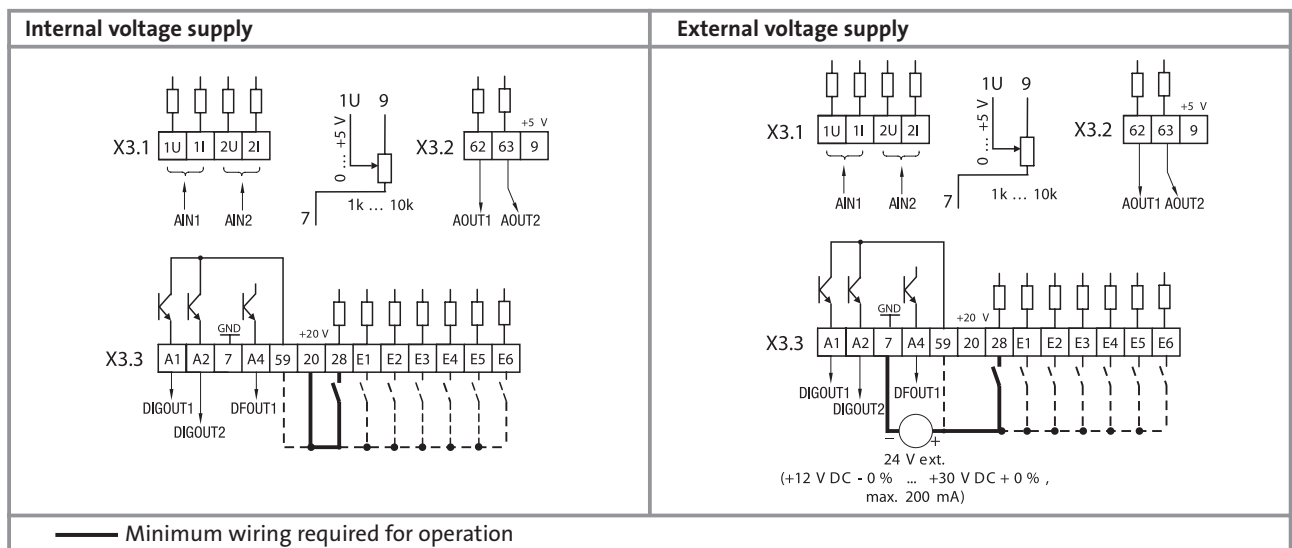 Internal voltage supply
X3.1 1U 1I 2U 2I
AIN1 AIN2
1U 9
0 ... +5 V
7
1k ... 10k
+5 V
X3.2 62 63 9
AOUT1 AOUT2
GND
+20 V
X3.3 A1 A2 7 A4 59 20 28 E1 E2 E3 E4 E5 E6
DIGOUT1
DFOUT1
DIGOUT2
External voltage supply
X3.1 1U 1I 2U 2I
AIN1 AIN2
1U 9
0 ... +5 V
7
1k ... 10k
+5 V
X3.2 62 63 9
AOUT1 AOUT2
GND
+20 V
X3.3 A1 A2 7 A4 59 20 28 E1 E2 E3 E4 E5 E6
DIGOUT1
DFOUT1
DIGOUT2
– +
24 V ext.
(+12 V DC - 0 % ... +30 V DC + 0 % ,
max. 200 mA)
Minimum wiring required for operation